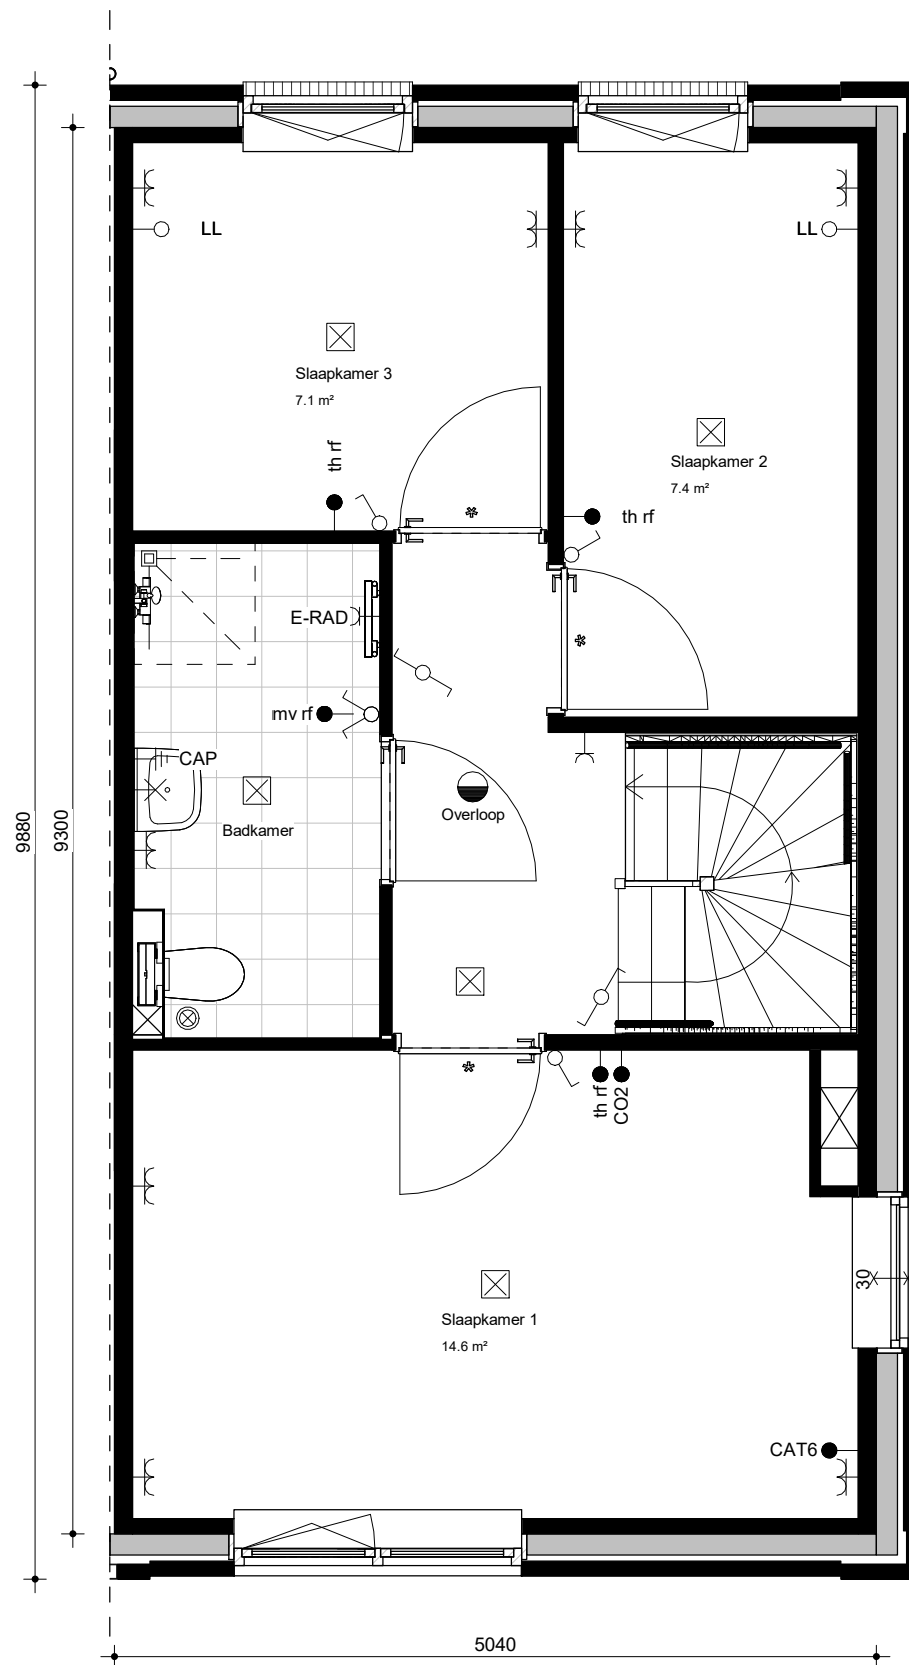 LL
LL
Slaapkamer 3
7.1 m²
th rf
*
Slaapkamer 2
7.4 m²
th rf
*
E-RAD
mv rf
CAP
Badkamer
Overloop
9880
9300
*
th rf
CO2
30
Slaapkamer 1
14.6 m²
CAT6
5040